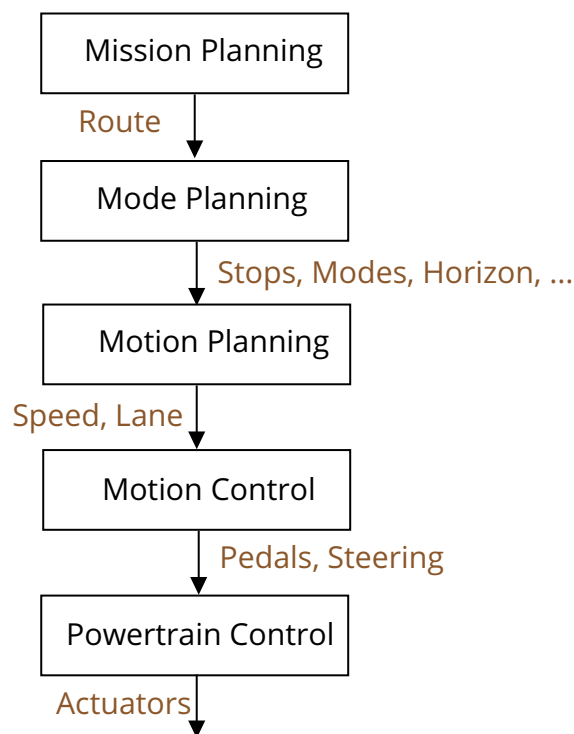 Mission Planning
Route
Mode Planning
Stops, Modes, Horizon, ...
Motion Planning
Speed, Lane
Motion Control
Pedals, Steering
Powertrain Control
Actuators